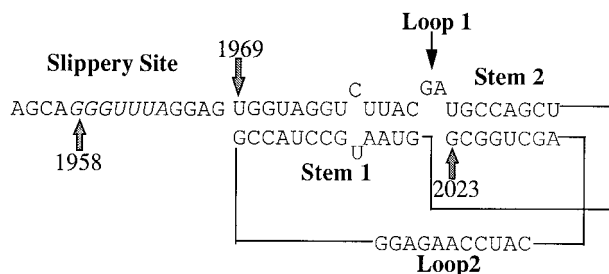 Loop 1
1969
Slippery Site
GA
Stem 2
C
AGCAGGGUUUAGGAG UGGUAGGU UUAC UGCCAGCU
GCCAUCCG AAUG GCGGUCGA
U
1958
Stem 1
2023
GGAGAACCUAC
Loop2